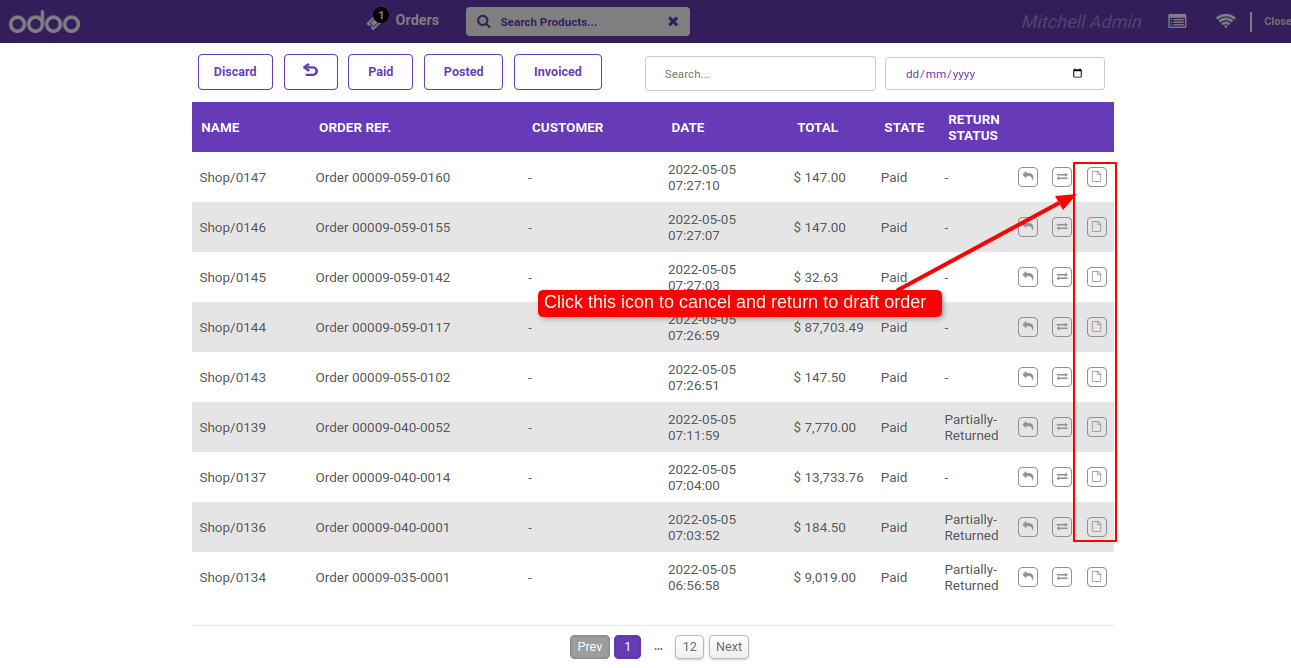 odoo
1
Orders
Search Products...
Mitchell Admin
Close
Discard
Paid
Posted
Invoiced
Search...
dd/mm/yyyy
NAME ORDER REF. CUSTOMER DATE TOTAL STATE RETURN STATUS
Shop/0147 Order 00009-059-0160 - 2022-05-05 07:27:10 $ 147.00 Paid -
Shop/0146 Order 00009-059-0155 - 2022-05-05 07:27:07 $ 147.00 Paid -
Shop/0145 Order 00009-059-0142 - 2022-05-05 07:27:03 $ 32.63 Paid -
Click this icon to cancel and return to draft order
Shop/0144 Order 00009-059-0117 - 2022-05-05 07:26:59 $ 87,703.49 Paid -
Shop/0143 Order 00009-055-0102 - 2022-05-05 07:26:51 $ 147.50 Paid -
Shop/0139 Order 00009-040-0052 - 2022-05-05 07:11:59 $ 7,770.00 Paid Partially-Returned
Shop/0137 Order 00009-040-0014 - 2022-05-05 07:04:00 $ 13,733.76 Paid -
Shop/0136 Order 00009-040-0001 - 2022-05-05 07:03:52 $ 184.50 Paid Partially-Returned
Shop/0134 Order 00009-035-0001 - 2022-05-05 06:56:58 $ 9,019.00 Paid Partially-Returned
Prev 1 ... 12 Next